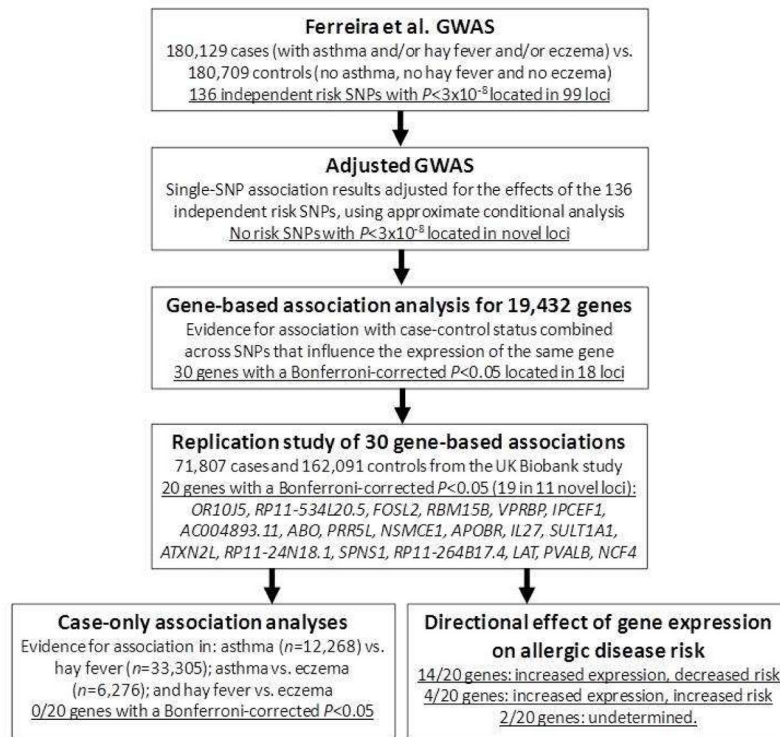 Ferreira et al. GWAS
180,129 cases (with asthma and/or hay fever and/or eczema) vs.
180,709 controls (no asthma, no hay fever and no eczema)
136 independent risk SNPs with P<3x10⁻⁸ located in 99 loci
Adjusted GWAS
Single-SNP association results adjusted for the effects of the 136
independent risk SNPs, using approximate conditional analysis
No risk SNPs with P<3x10⁻⁸ located in novel loci
Gene-based association analysis for 19,432 genes
Evidence for association with case-control status combined
across SNPs that influence the expression of the same gene
30 genes with a Bonferroni-corrected P<0.05 located in 18 loci
Replication study of 30 gene-based associations
71,807 cases and 162,091 controls from the UK Biobank study
20 genes with a Bonferroni-corrected P<0.05 (19 in 11 novel loci):
OR10J5, RP11-534L20.5, FOSL2, RBM15B, VPRBP, IPCEF1,
AC004893.11, ABO, PRR5L, NSMCE1, APOBR, IL27, SULT1A1,
ATXN2L, RP11-24N18.1, SPNS1, RP11-264B17.4, LAT, PVALB, NCF4
Case-only association analyses
Evidence for association in: asthma (n=12,268) vs.
hay fever (n=33,305); asthma vs. eczema
(n=6,276); and hay fever vs. eczema
0/20 genes with a Bonferroni-corrected P<0.05
Directional effect of gene expression
on allergic disease risk
14/20 genes: increased expression, decreased risk
4/20 genes: increased expression, increased risk
2/20 genes: undetermined.